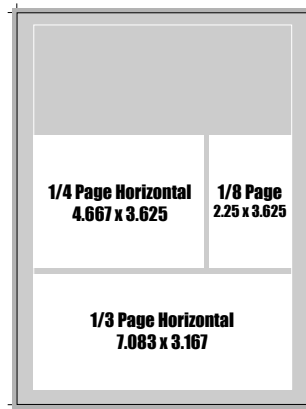 1/4 Page Horizontal
4.667 x 3.625
1/8 Page
2.25 x 3.625
1/3 Page Horizontal
7.083 x 3.167